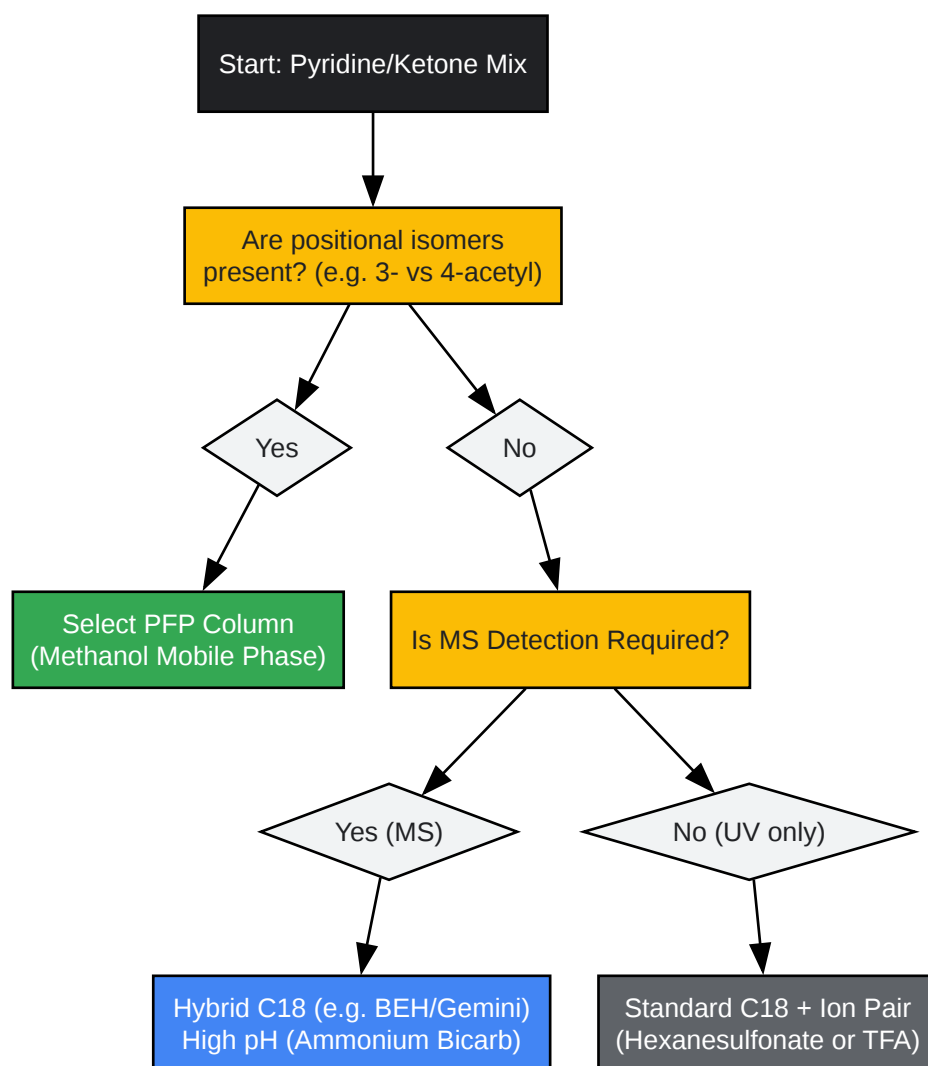 Start: Pyridine/Ketone Mix
Are positional isomers
present? (e.g. 3- vs 4-acetyl)
Yes
No
Select PFP Column
(Methanol Mobile Phase)
Is MS Detection Required?
Yes (MS)
No (UV only)
Hybrid C18 (e.g. BEH/Gemini)
High pH (Ammonium Bicarb)
Standard C18 + Ion Pair
(Hexanesulfonate or TFA)